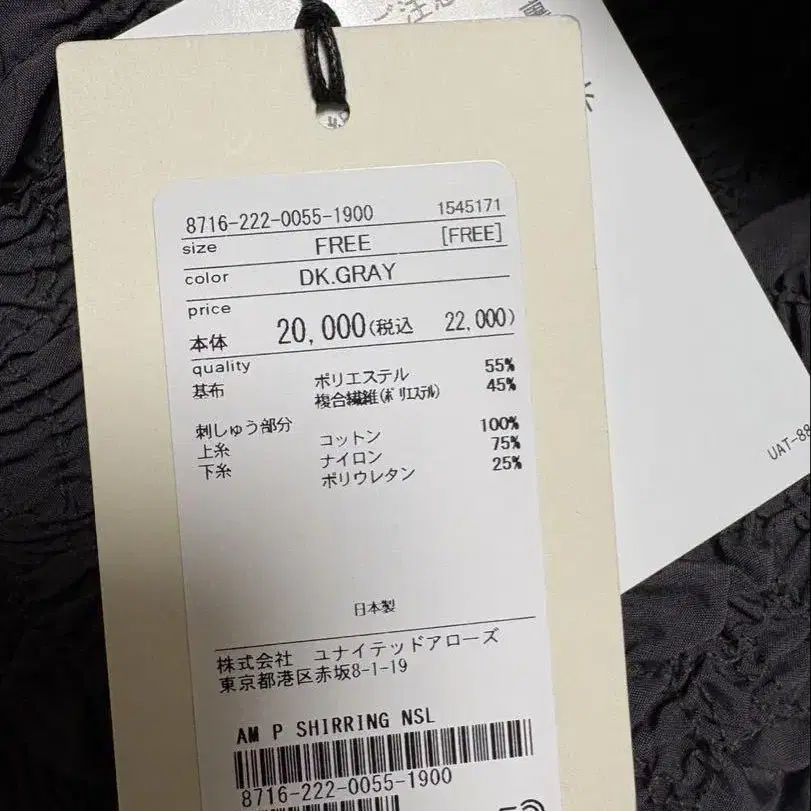 ご注意
裏
8716-222-0055-1900 1545171
size FREE [FREE]
color DK.GRAY
price
本体 20,000(税込 22,000)
quality
基布 ポリエステル 55%
複合繊維(ポリエステル) 45%
刺しゅう部分
上糸 コットン 100%
下糸 ナイロン 75%
ポリウレタン 25%
日本製
株式会社 ユナイテッドアローズ
東京都港区赤坂8-1-19
AM P SHIRRING NSL
8716-222-0055-1900
UAT-88